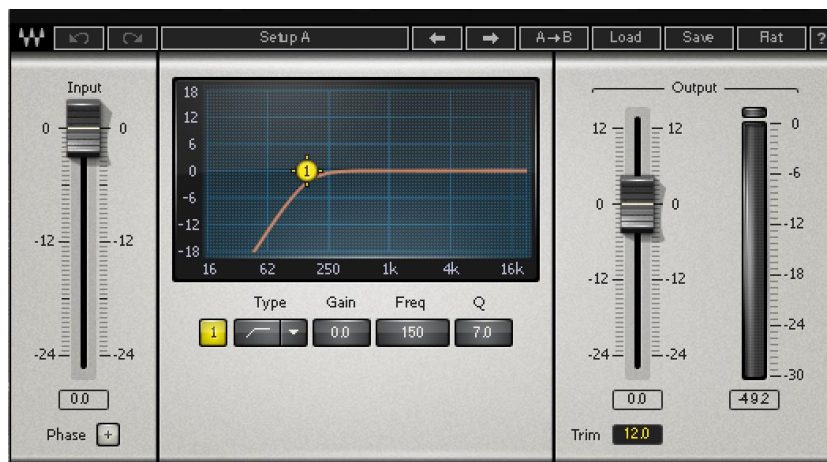 Setup A
A→B
Load
Save
Flat
?
Input
0
0
-12
-12
-24
-24
0.0
Phase +
18
12
6
0
-6
-12
-18
16 62 250 1k 4k 16k
1
Type Gain Freq Q
1 0.0 150 7.0
Output
12 12
0 0
-12 -12
-24 -24
0
-6
-12
-18
-24
-30
0.0
-49.2
Trim 12.0